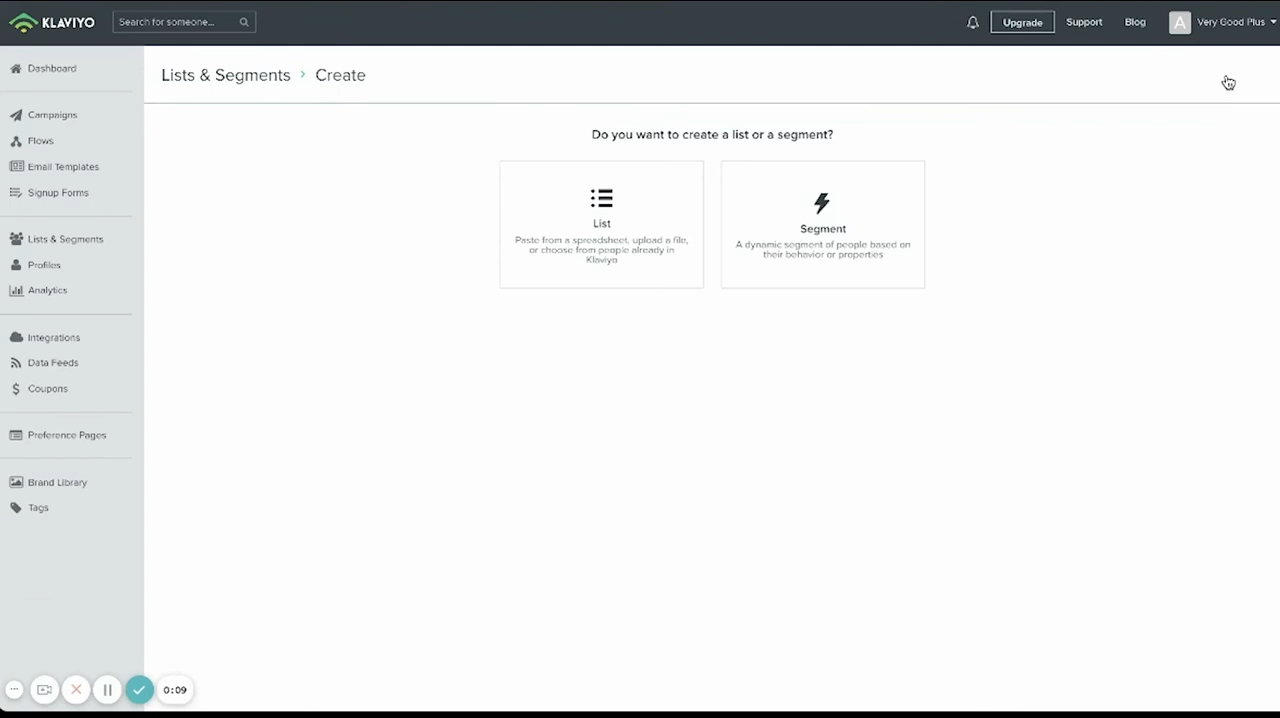 KLAVIYO
Search for someone...
Upgrade
Support
Blog
A
Very Good Plus
Dashboard
Campaigns
Flows
Email Templates
Signup Forms
Lists & Segments
Profiles
Analytics
Integrations
Data Feeds
Coupons
Preference Pages
Brand Library
Tags
Lists & Segments › Create
Do you want to create a list or a segment?
List
Paste from a spreadsheet, upload a file,
or choose from people already in
Klaviyo
Segment
A dynamic segment of people based on
their behavior or properties
0:09